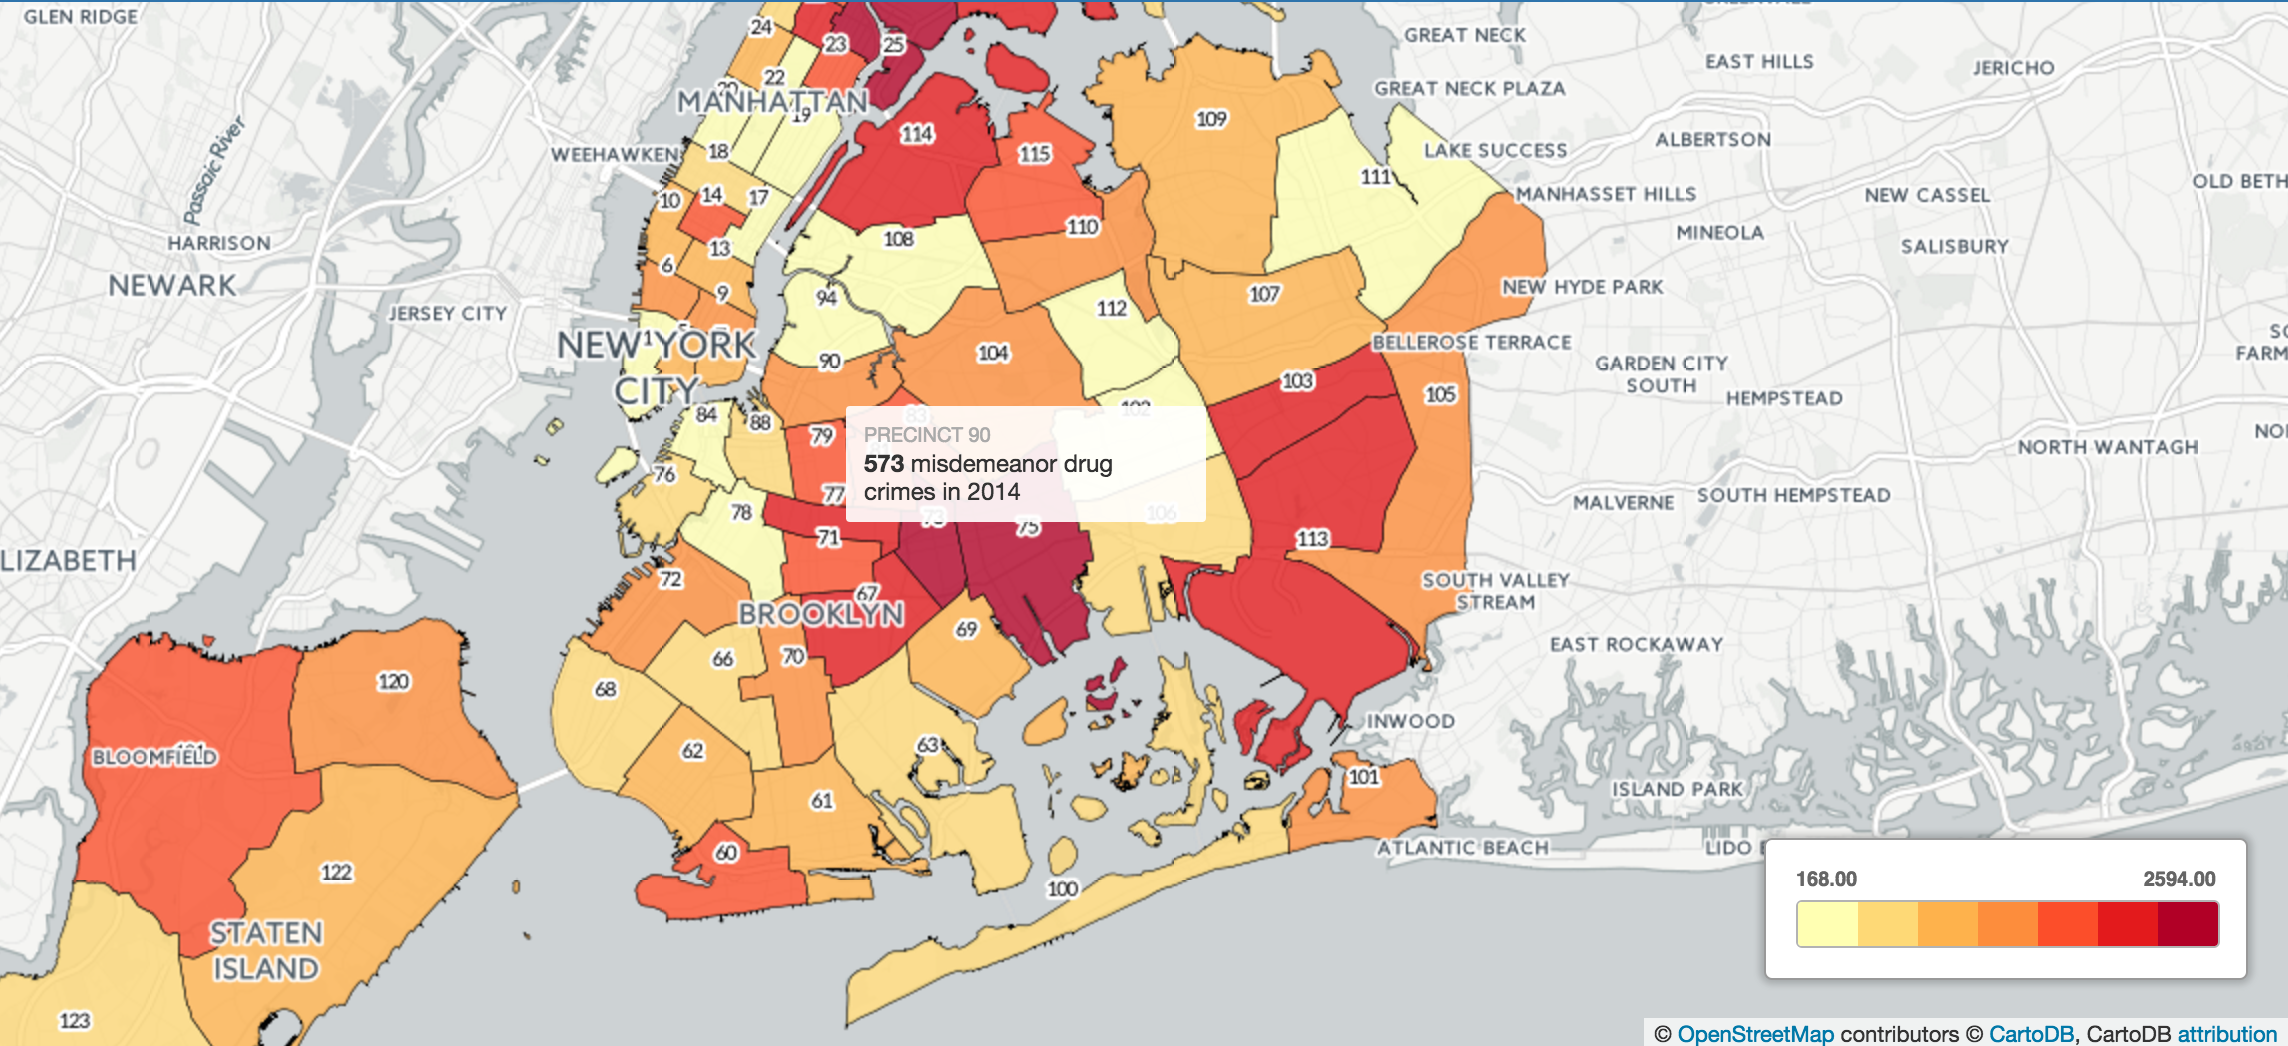 GLEN RIDGE
24
23
25
GREAT NECK
EAST HILLS
JERICHO
22
GREAT NECK PLAZA
MANHATTAN
19
109
114
ALBERTSON
Passaic River
WEEHAWKEN
18
115
LAKE SUCCESS
111
OLD BETH
10
14
17
MANHASSET HILLS
NEW CASSEL
110
MINEOLA
HARRISON
13
108
SALISBURY
6
NEWARK
9
94
107
NEW HYDE PARK
JERSEY CITY
112
1
NEW YORK
CITY
90
104
BELLEROSE TERRACE
GARDEN CITY
SOUTH
FARM
103
105
HEMPSTEAD
84
88
83
102
79
PRECINCT 90
573 misdemeanor drug
crimes in 2014
NORTH WANTAGH
76
77
MALVERNE
SOUTH HEMPSTEAD
78
73
75
106
71
113
LIZABETH
72
67
SOUTH VALLEY
STREAM
BROOKLYN
69
EAST ROCKAWAY
66
70
120
68
INWOOD
BLOOMFIELD
62
63
101
ISLAND PARK
61
60
ATLANTIC BEACH
LIDO
122
100
168.00
2594.00
STATEN
ISLAND
123
© OpenStreetMap contributors © CartoDB, CartoDB attribution